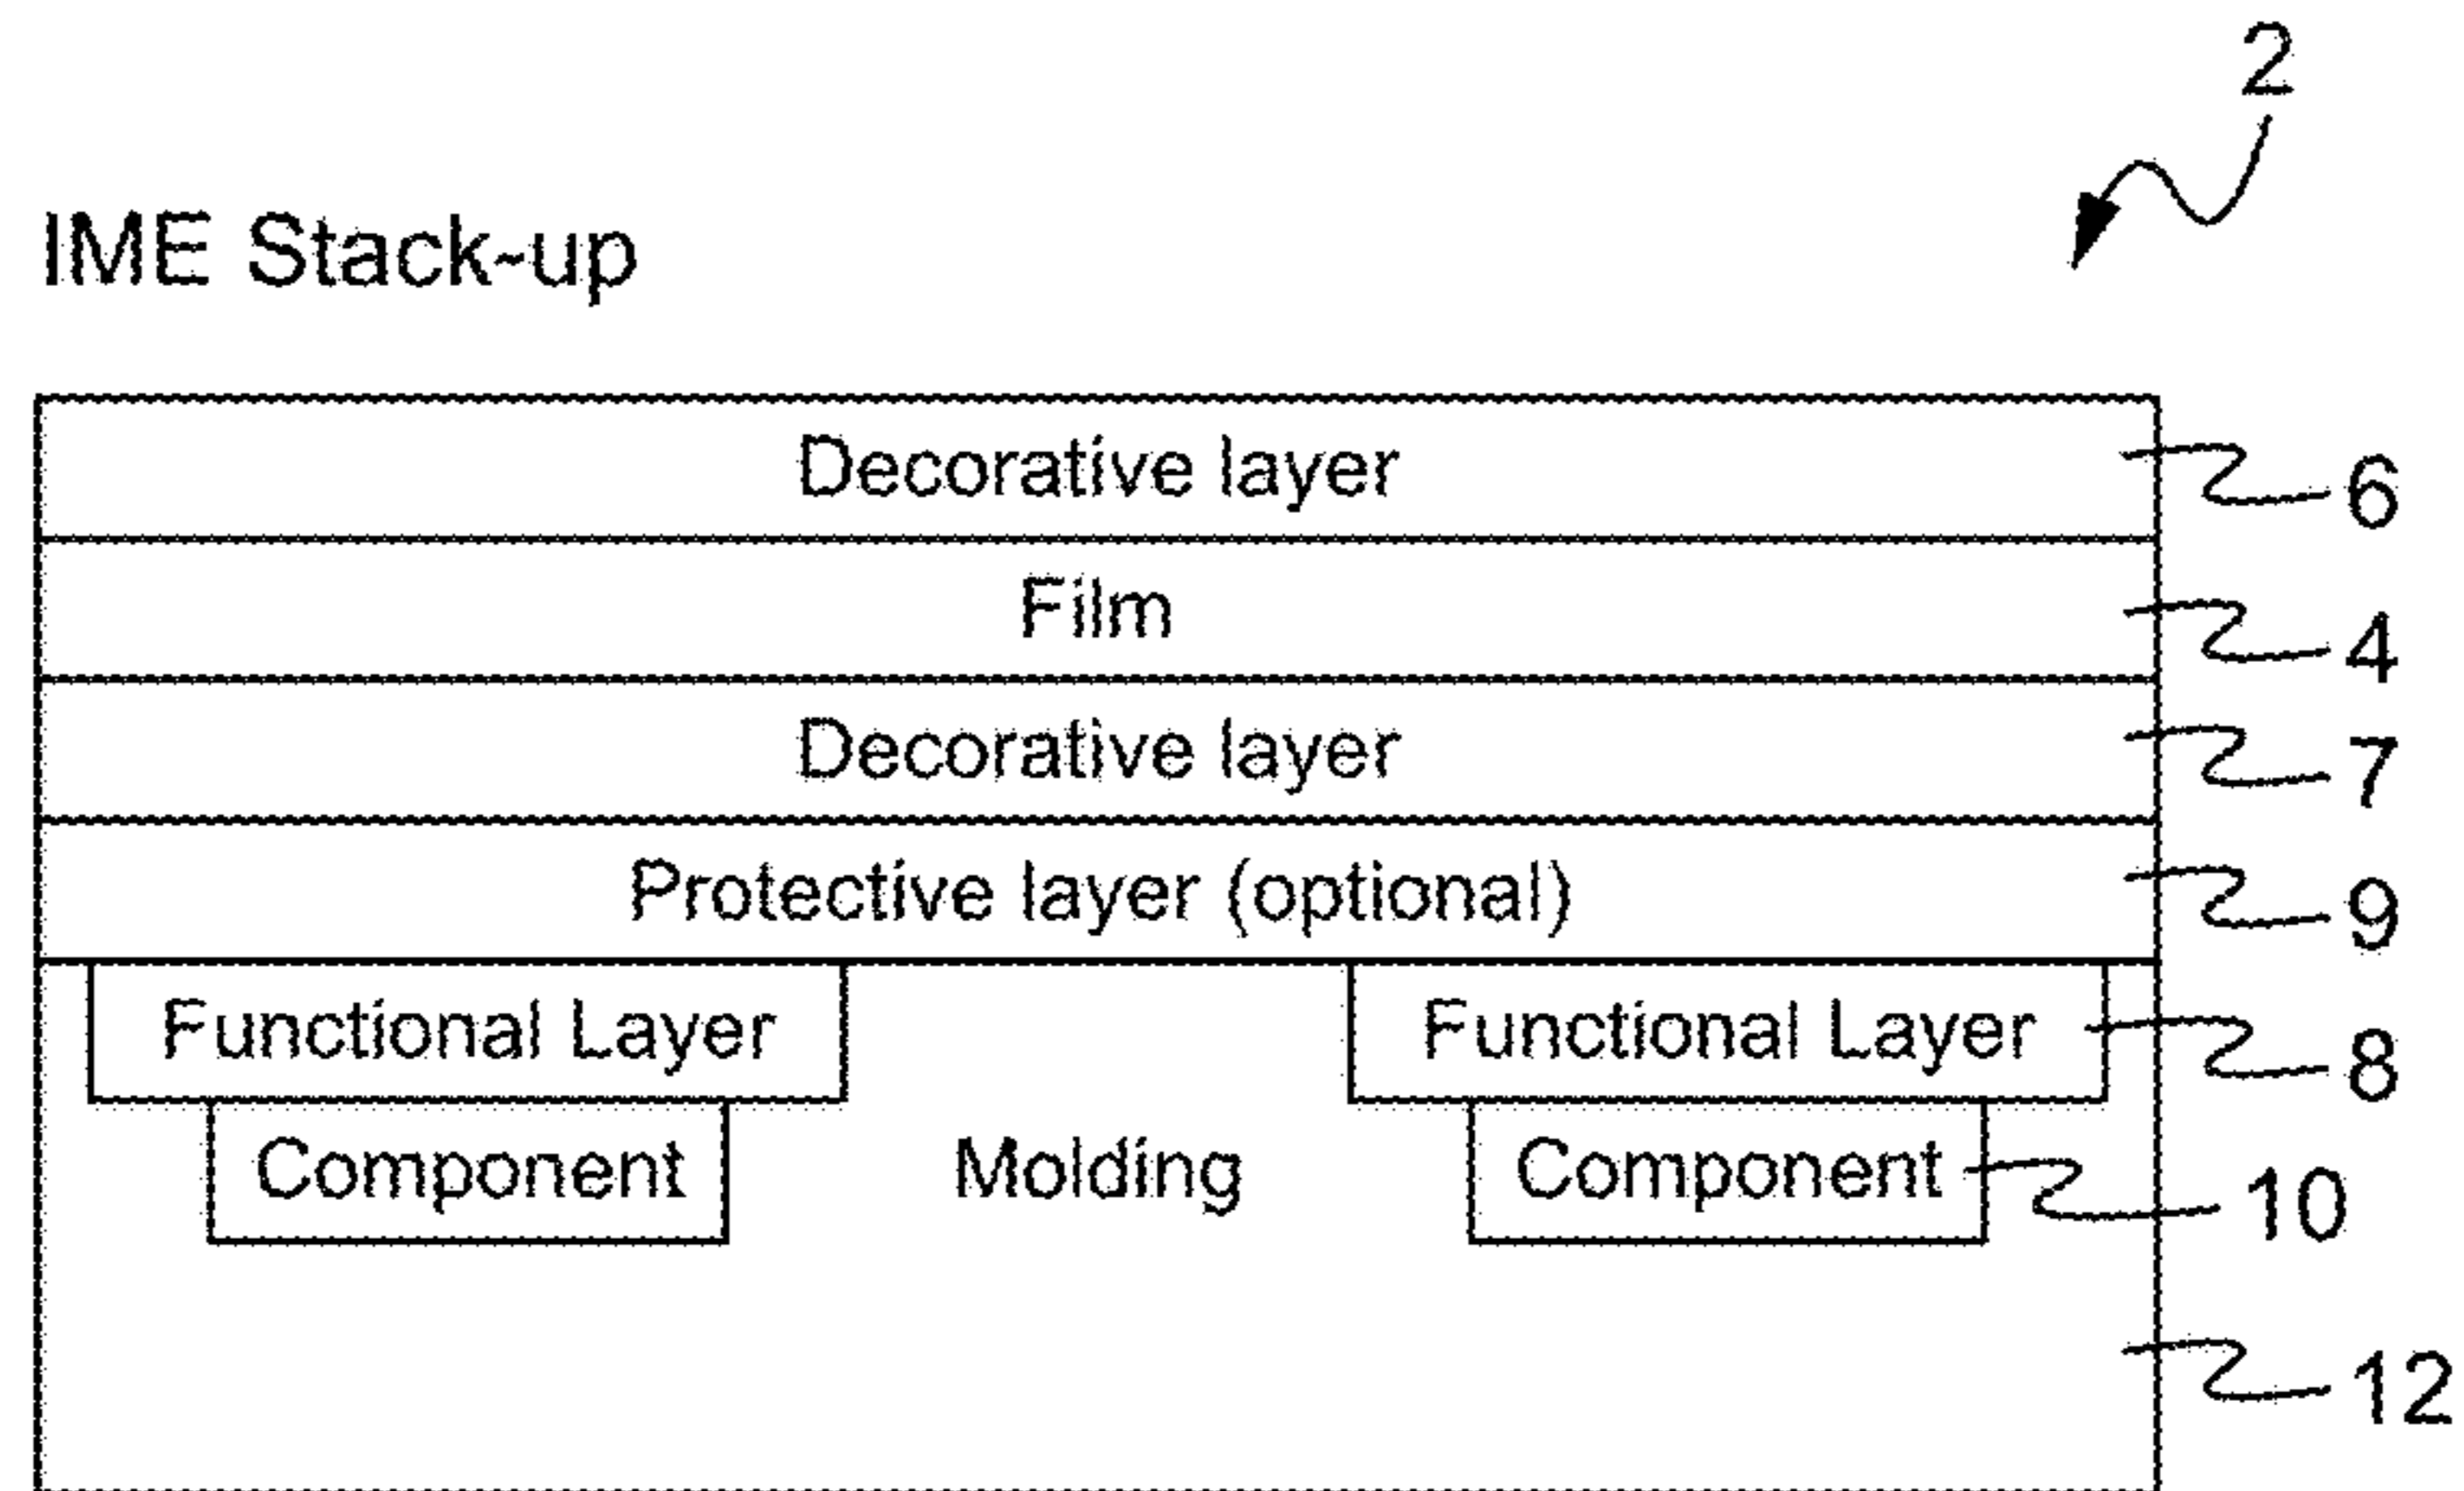 2
IME Stack-up
Decorative layer 6
Film 4
Decorative layer 7
Protective layer (optional) 9
Functional Layer Functional Layer 8
Component Molding Component 10
12